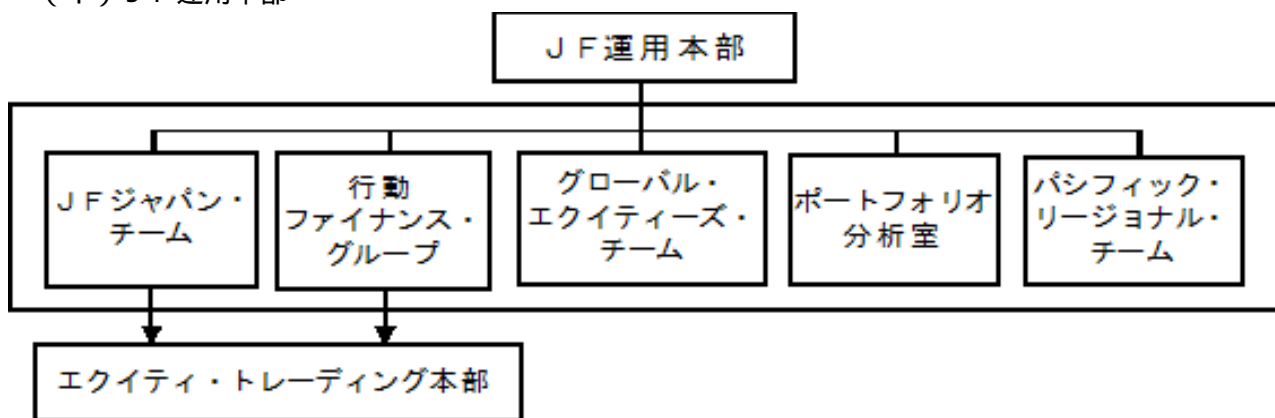 ＪＦ運用本部
ＪＦジャパン・
チーム
行動
ファイナンス・
グループ
グローバル・
エクイティーズ・
チーム
ポートフォリオ
分析室
パシフィック・
リージョナル・
チーム
エクイティ・トレーディング本部